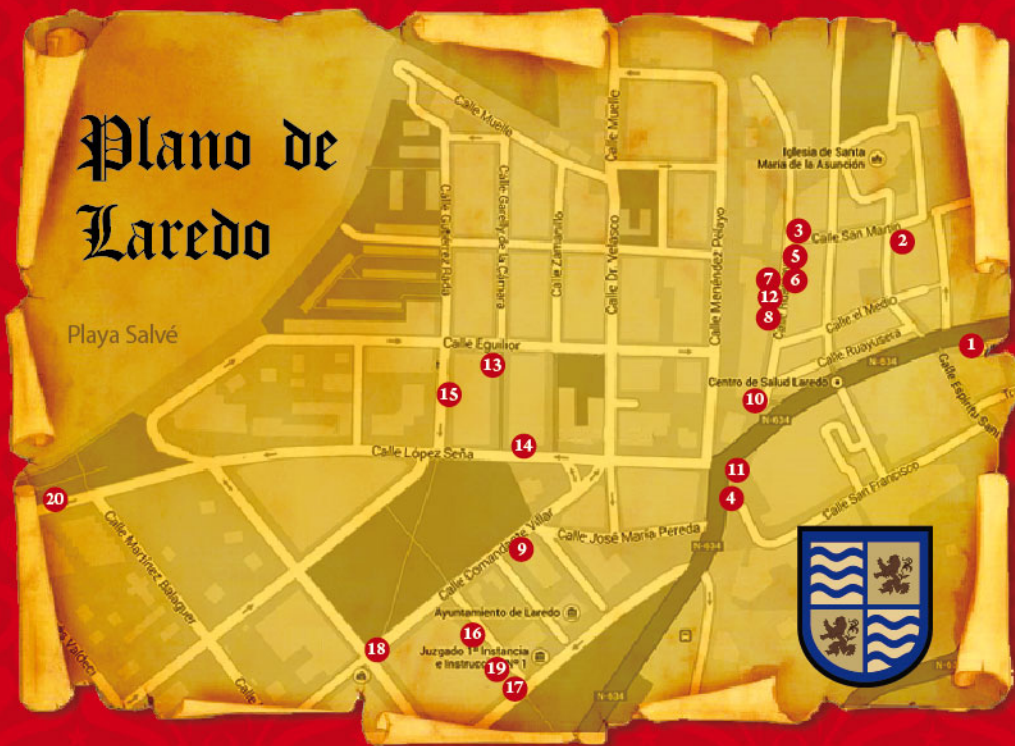 Plano de
Laredo
Playa Salvé
Calle Muelle
Calle Muelle
Iglesia de Santa
María de la Asunción
Calle Gutiérrez Rada
Calle Garelly de la Cámara
Calle Zamanillo
Calle Dr. Velasco
Calle Menéndez Pelayo
3
Calle San Martín
2
5
7
6
12
8
Calle el Medio
Calle Ruayusera
N-634
1
Calle Eguilior
13
15
Centro de Salud Laredo
10
N-634
Calle Espíritu
14
Calle López Seña
11
4
20
Calle San Francisco
Calle Comandante Villar
Calle José María Pereda
9
N-634
Calle Martínez Balaguer
Ayuntamiento de Laredo
16
18
Juzgado 1ª Instancia
e Instrucción Nº 1
19
17
N-634